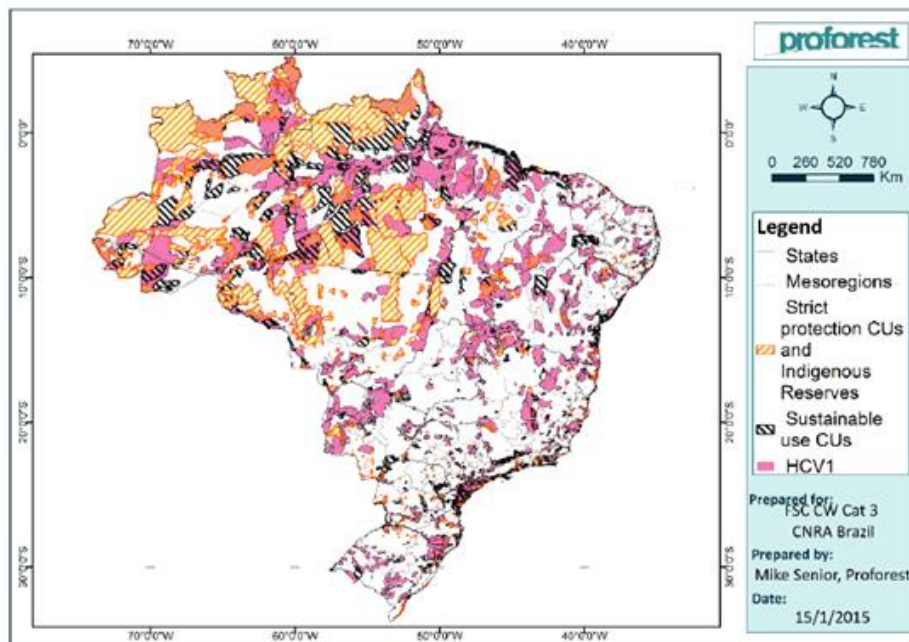 proforest
70°0'0"W 60°0'0"W 50°0'0"W 40°0'0"W
N
W E
S
0 260 520 780
Km
0°0'0"
10°0'0"S
20°0'0"S
30°0'0"S
0°0'0"
10°0'0"S
20°0'0"S
30°0'0"S
70°0'0"W 60°0'0"W 50°0'0"W 40°0'0"W
Legend
States
Mesoregions
Strict
protection CUs
and
Indigenous
Reserves
Sustainable
use CUs
HCV1
Prepared for:
FSC CW Cat 3
CNRA Brazil
Prepared by:
Mike Senior, Proforest
Date:
15/1/2015